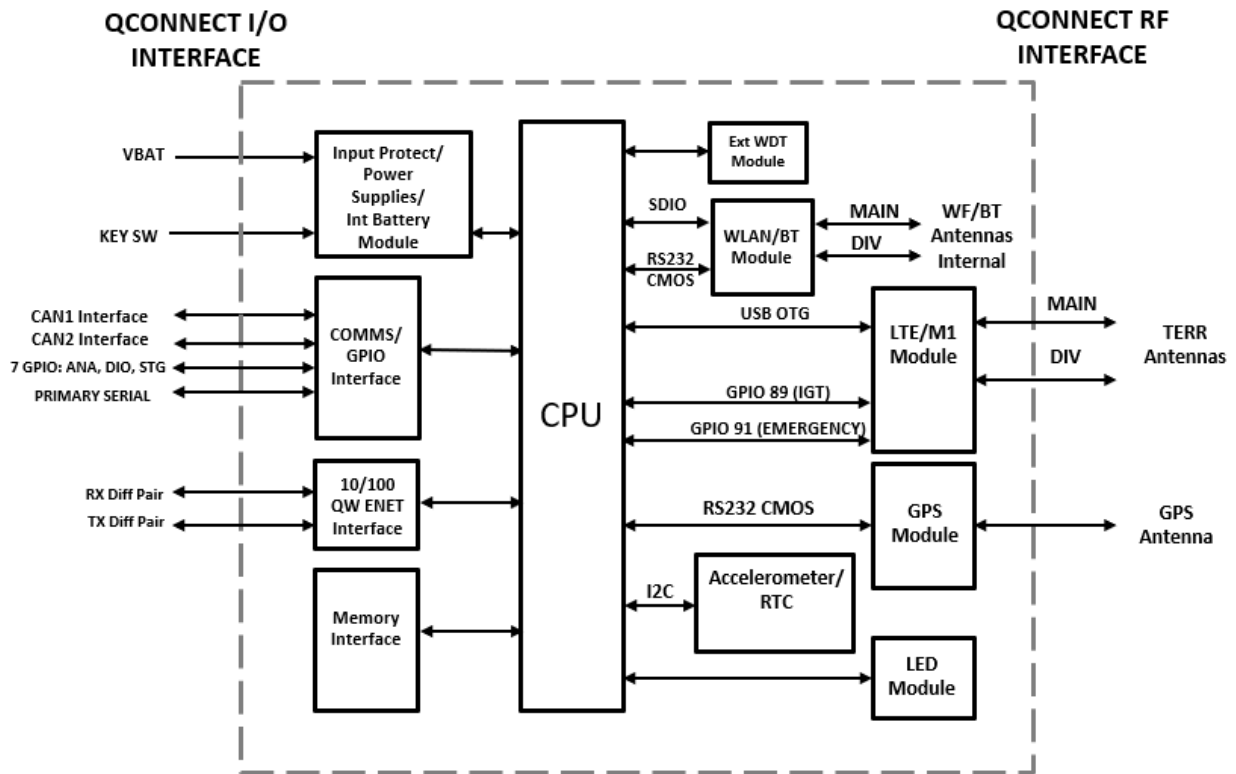 QCONNECT I/O
INTERFACE
QCONNECT RF
INTERFACE
VBAT
KEY SW
Input Protect/
Power
Supplies/
Int Battery
Module
CAN1 Interface
CAN2 Interface
7 GPIO: ANA, DIO, STG
PRIMARY SERIAL
COMMS/
GPIO
Interface
RX Diff Pair
TX Diff Pair
10/100
QW ENET
Interface
Memory
Interface
CPU
Ext WDT
Module
SDIO
RS232
CMOS
WLAN/BT
Module
MAIN
DIV
WF/BT
Antennas
Internal
USB OTG
GPIO 89 (IGT)
GPIO 91 (EMERGENCY)
LTE/M1
Module
MAIN
DIV
TERR
Antennas
RS232 CMOS
GPS
Module
GPS
Antenna
I2C
Accelerometer/
RTC
LED
Module